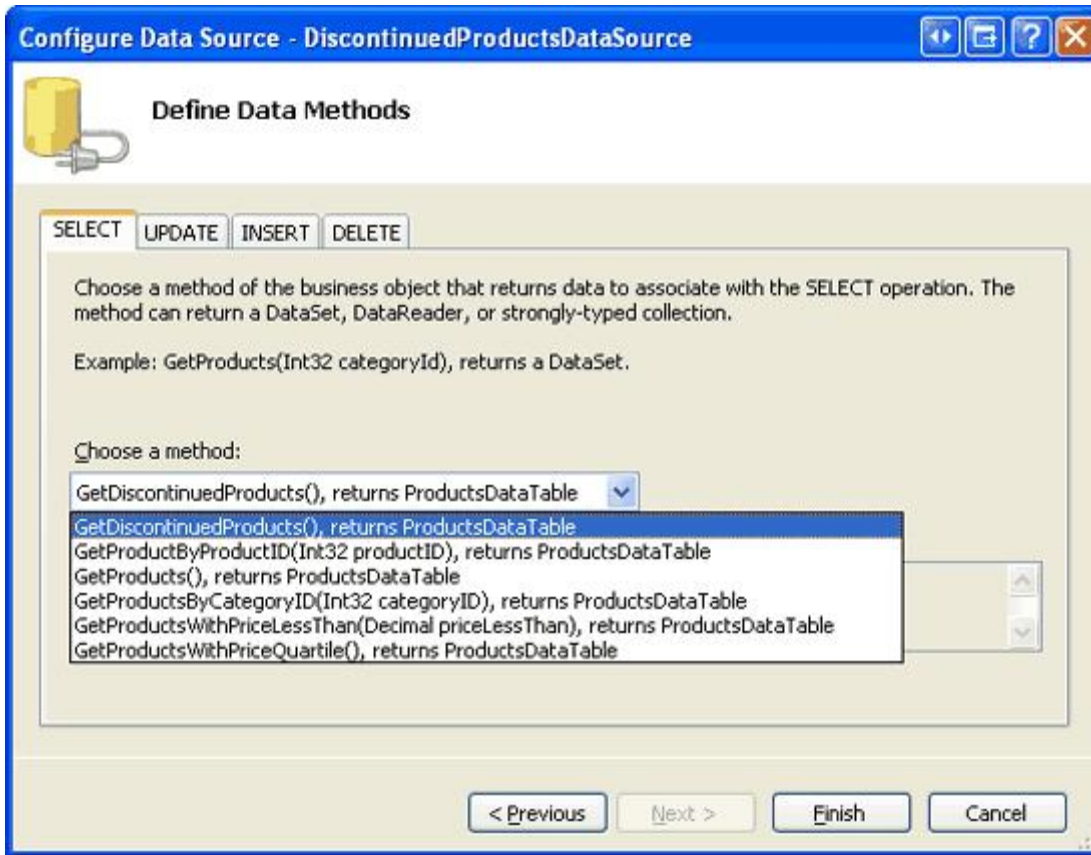 Configure Data Source - DiscontinuedProductsDataSource
Define Data Methods
SELECT UPDATE INSERT DELETE
Choose a method of the business object that returns data to associate with the SELECT operation. The
method can return a DataSet, DataReader, or strongly-typed collection.
Example: GetProducts(Int32 categoryId), returns a DataSet.
Choose a method:
GetDiscontinuedProducts(), returns ProductsDataTable
GetDiscontinuedProducts(), returns ProductsDataTable
GetProductByProductID(Int32 productID), returns ProductsDataTable
GetProducts(), returns ProductsDataTable
GetProductsByCategoryID(Int32 categoryID), returns ProductsDataTable
GetProductsWithPriceLessThan(Decimal priceLessThan), returns ProductsDataTable
GetProductsWithPriceQuartile(), returns ProductsDataTable
< Previous Next > Finish Cancel